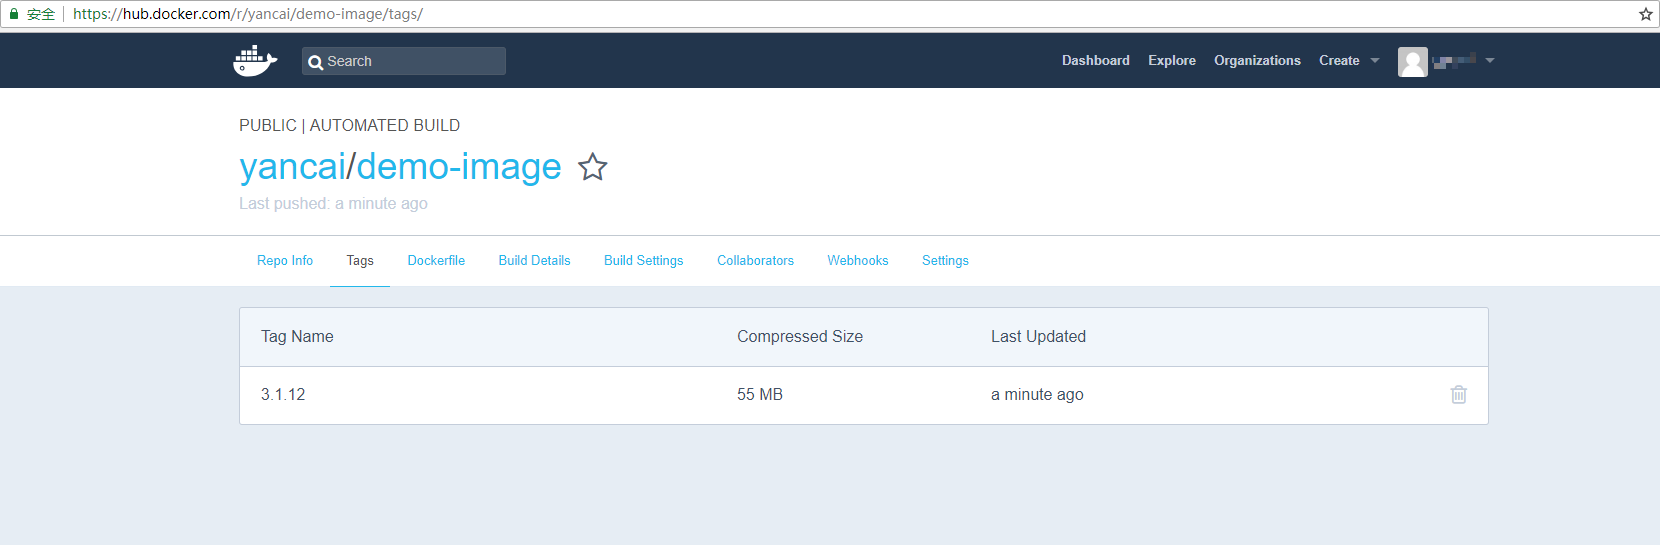 安全 https://hub.docker.com/r/yancai/demo-image/tags/
Search Dashboard Explore Organizations Create
PUBLIC | AUTOMATED BUILD
yancai/demo-image
Last pushed: a minute ago
Repo Info Tags Dockerfile Build Details Build Settings Collaborators Webhooks Settings
Tag Name Compressed Size Last Updated
3.1.12 55 MB a minute ago